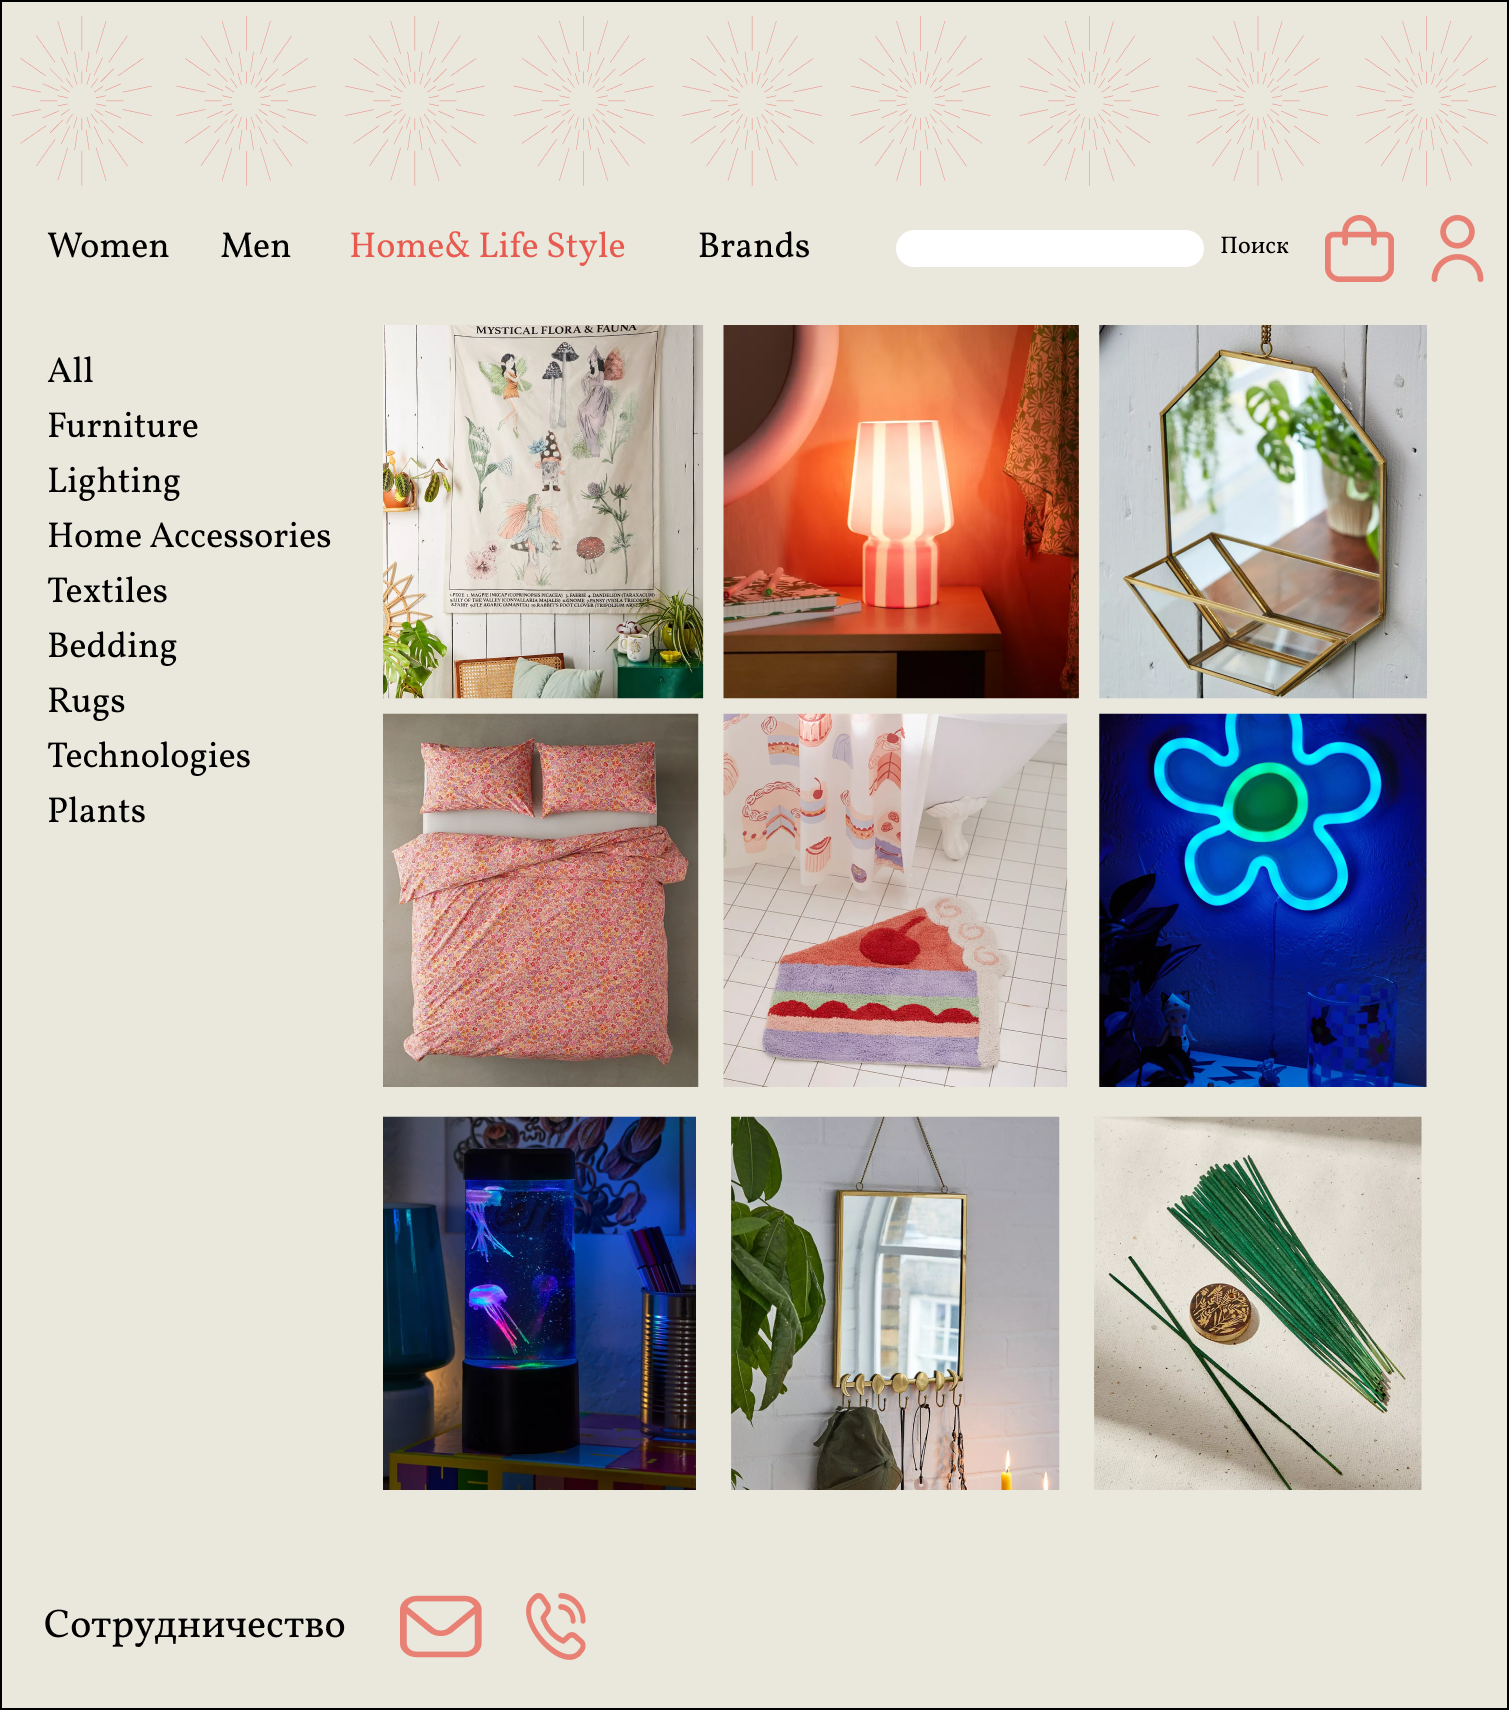 Women Men Home& Life Style Brands Поиск
All
Furniture
Lighting
Home Accessories
Textiles
Bedding
Rugs
Technologies
Plants
MYSTICAL FLORA & FAUNA
Сотрудничество